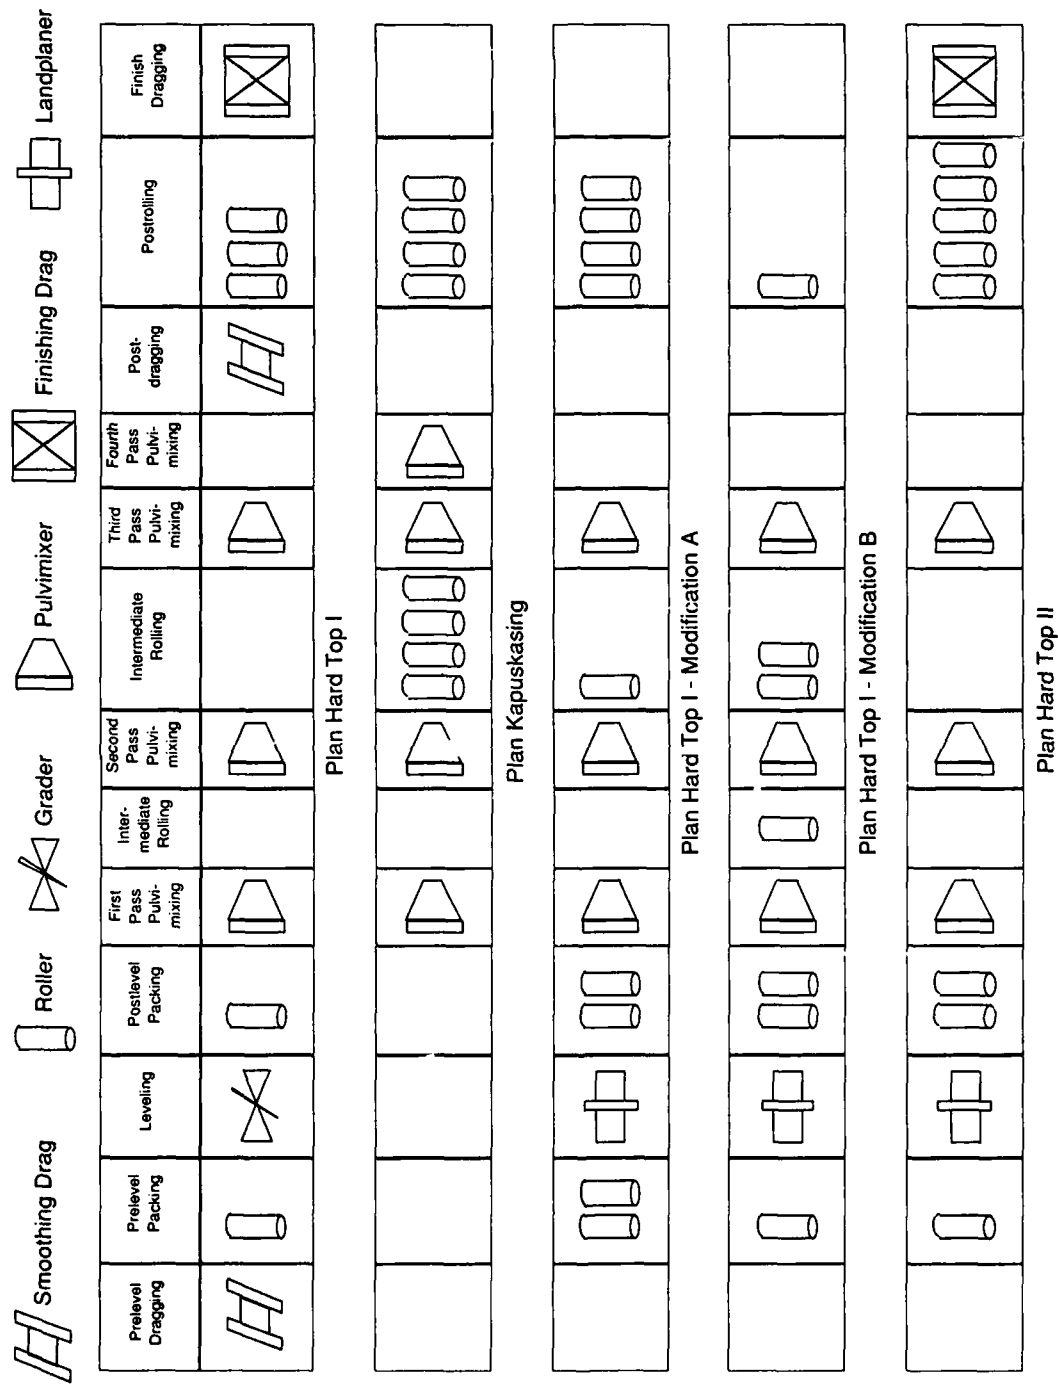 Smoothing Drag
Roller
Grader
Pulvimixer
Finishing Drag
Landplaner
Prelevel
Dragging
Prelevel
Packing
Leveling
Postlevel
Packing
First
Pass
Pulvi-
mixing
Inter-
mediate
Rolling
Second
Pass
Pulvi-
mixing
Intermediate
Rolling
Third
Pass
Pulvi-
mixing
Fourth
Pass
Pulvi-
mixing
Post-
dragging
Postrolling
Finish
Dragging
Plan Hard Top I
Plan Kapuskasing
Plan Hard Top I - Modification A
Plan Hard Top I - Modification B
Plan Hard Top II